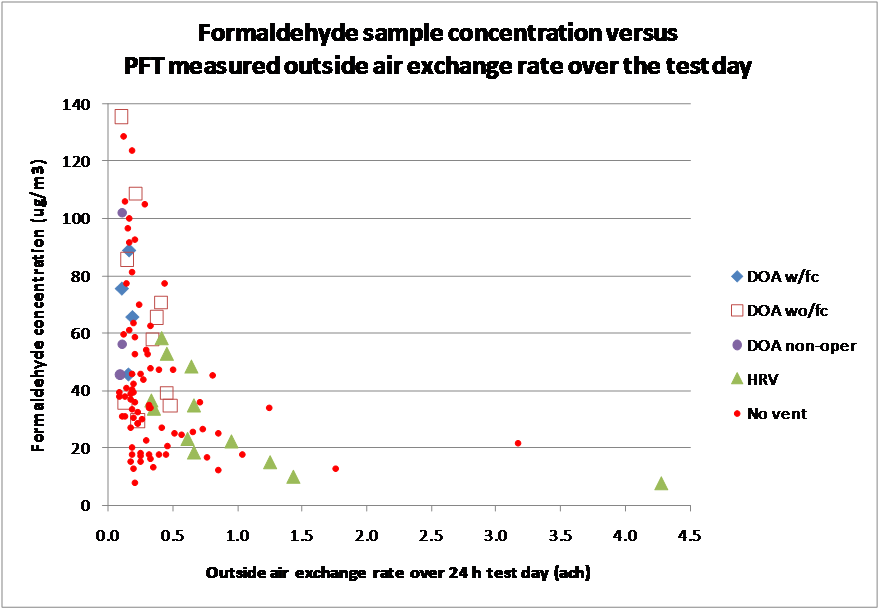 Formaldehyde sample concentration versus
PFT measured outside air exchange rate over the test day
Formaldehyde concentration (ug/m3)
140
120
100
80
60
40
20
0
0.0 0.5 1.0 1.5 2.0 2.5 3.0 3.5 4.0 4.5
Outside air exchange rate over 24 h test day (ach)
DOA w/fc
DOA wo/fc
DOA non-oper
HRV
No vent